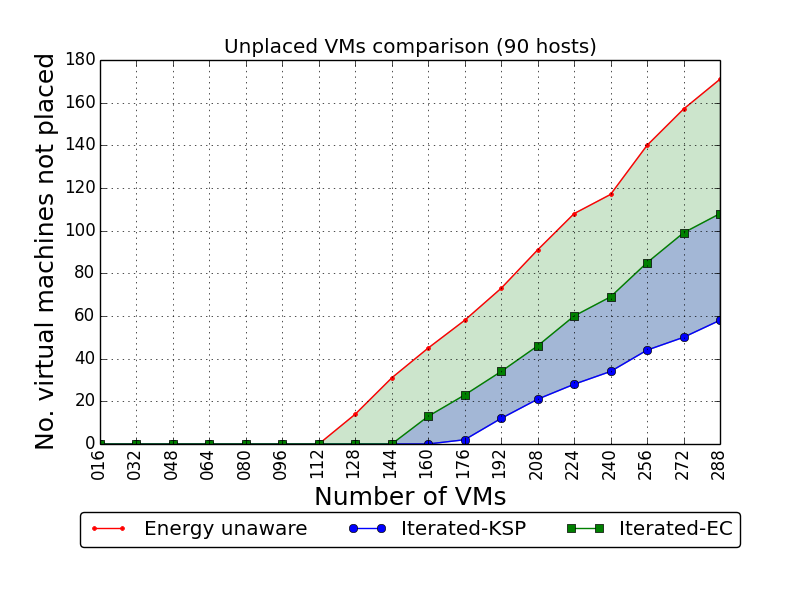 Unplaced VMs comparison (90 hosts)
No. virtual machines not placed
180
160
140
120
100
80
60
40
20
0
016 032 048 064 080 096 112 128 144 160 176 192 208 224 240 256 272 288
Number of VMs
Energy unaware Iterated-KSP Iterated-EC